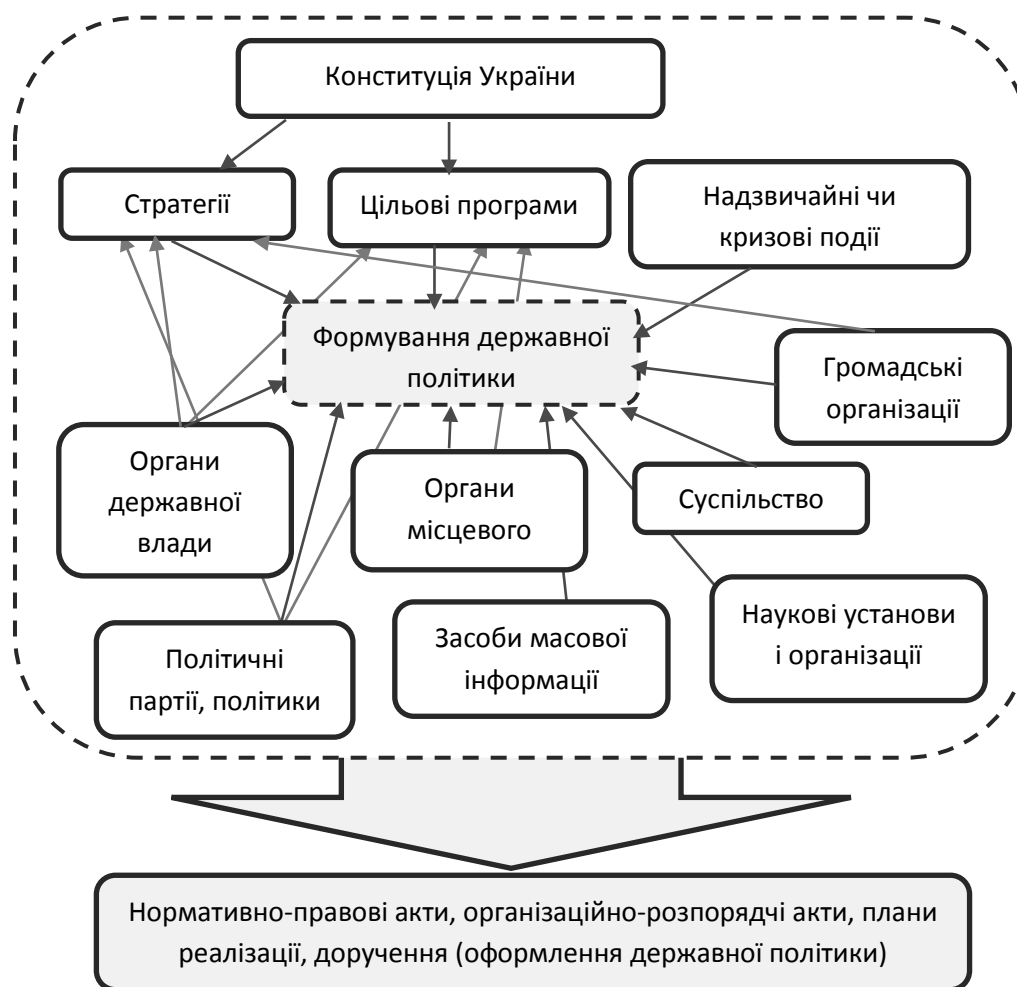 Конституція України
Стратегії
Цільові програми
Надзвичайні чи
кризові події
Формування державної
політики
Громадські
організації
Органи
державної
влади
Органи
місцевого
Суспільство
Наукові установи
і організації
Політичні
партії, політики
Засоби масової
інформації
Нормативно-правові акти, організаційно-розпорядчі акти, плани
реалізації, доручення (оформлення державної політики)